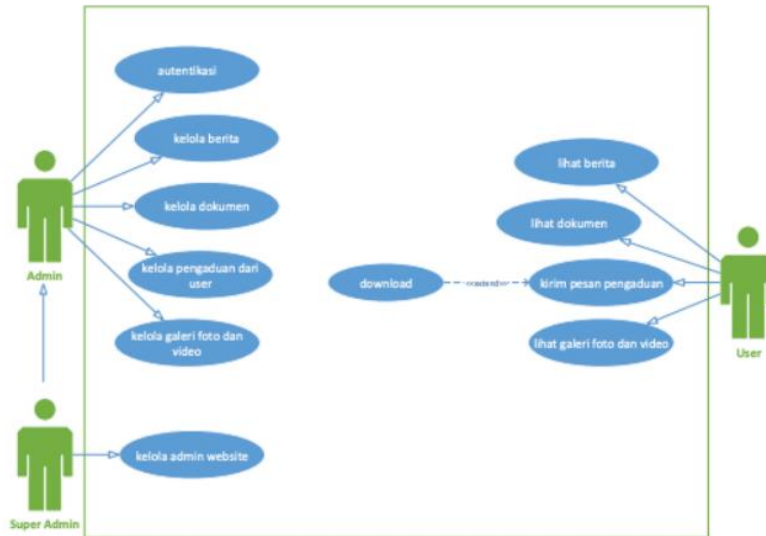 autentikasi
kelola berita
kelola dokumen
kelola pengaduan dari
user
kelola galeri foto dan
video
kelola admin website
Admin
Super Admin
download
<<extend>>
lihat berita
lihat dokumen
kirim pesan pengaduan
lihat galeri foto dan video
User